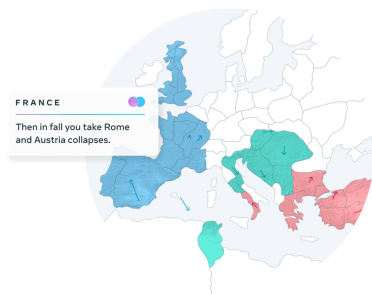 FRANCE
Then in fall you take Rome
and Austria collapses.